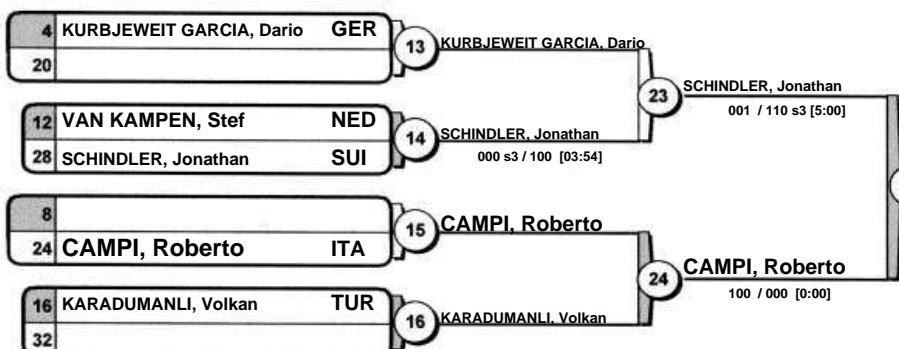 4 KURBJEWEIT GARCIA, Dario GER
20
13 KURBJEWEIT GARCIA, Dario
12 VAN KAMPEN, Stef NED
28 SCHINDLER, Jonathan SUI
14 SCHINDLER, Jonathan
000 s3 / 100 [03:54]
23 SCHINDLER, Jonathan
001 / 110 s3 [5:00]
8
24 CAMPI, Roberto ITA
15 CAMPI, Roberto
16 KARADUMANLI, Volkan TUR
32
16 KARADUMANLI, Volkan
24 CAMPI, Roberto
100 / 000 [0:00]